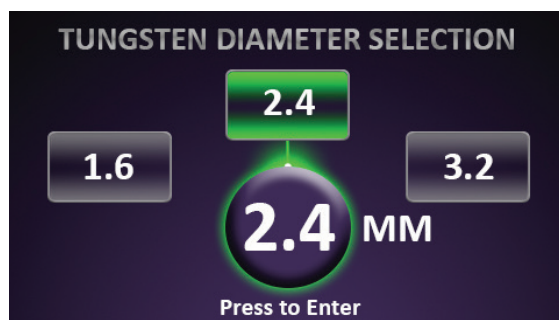 TUNGSTEN DIAMETER SELECTION
2.4
1.6
3.2
2.4 MM
Press to Enter